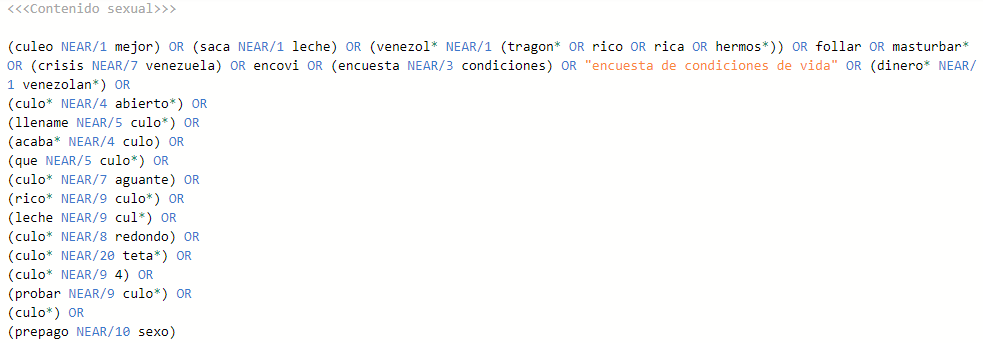 <<<Contenido sexual>>>
(culeo NEAR/1 mejor) OR (saca NEAR/1 leche) OR (venezol* NEAR/1 (tragon* OR rico OR rica OR hermos*)) OR follar OR masturbar*
OR (crisis NEAR/7 venezuela) OR encovi OR (encuesta NEAR/3 condiciones) OR "encuesta de condiciones de vida" OR (dinero* NEAR/
1 venezolan*) OR
(culo* NEAR/4 abierto*) OR
(llename NEAR/5 culo*) OR
(acaba* NEAR/4 culo) OR
(que NEAR/5 culo*) OR
(culo* NEAR/7 aguante) OR
(rico* NEAR/9 culo*) OR
(leche NEAR/9 cul*) OR
(culo* NEAR/8 redondo) OR
(culo* NEAR/20 teta*) OR
(culo* NEAR/9 4) OR
(probar NEAR/9 culo*) OR
(culo*) OR
(prepago NEAR/10 sexo)